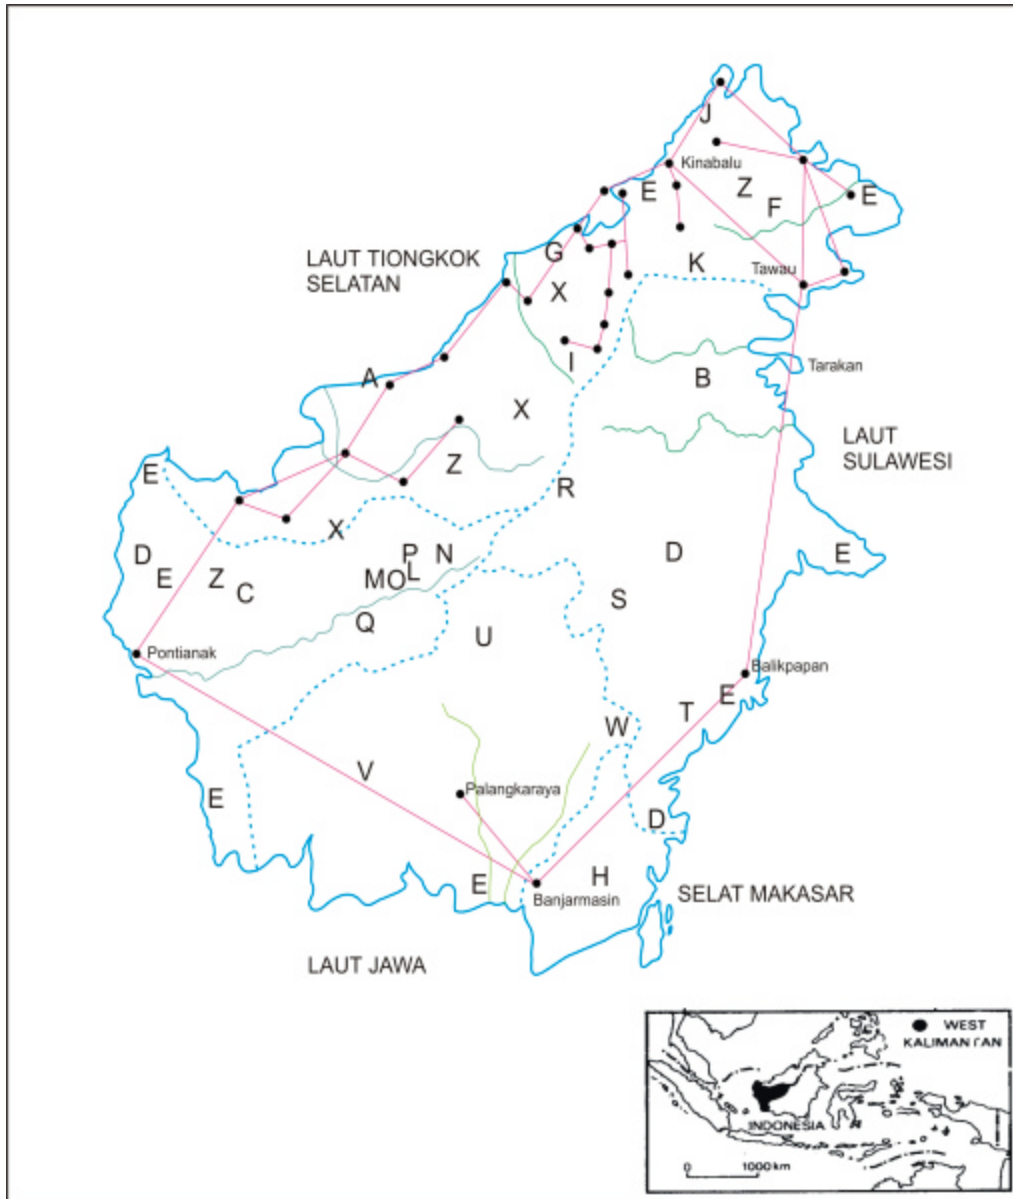 J
Kinabalu
Z
E
E
F
G
LAUT TIONGKOK
SELATAN
K
Tawau
X
I
Tarakan
A
B
X
LAUT
SULAWESI
Z
E
R
X
D
P
N
D
E
E
Z
M
O
L
C
S
Q
U
Pontianak
Balikpapan
E
T
W
V
Palangkaraya
E
D
H
E
Banjarmasin
SELAT MAKASAR
LAUT JAWA
WEST
KALIMANTAN
INDONESIA
0 1000 km